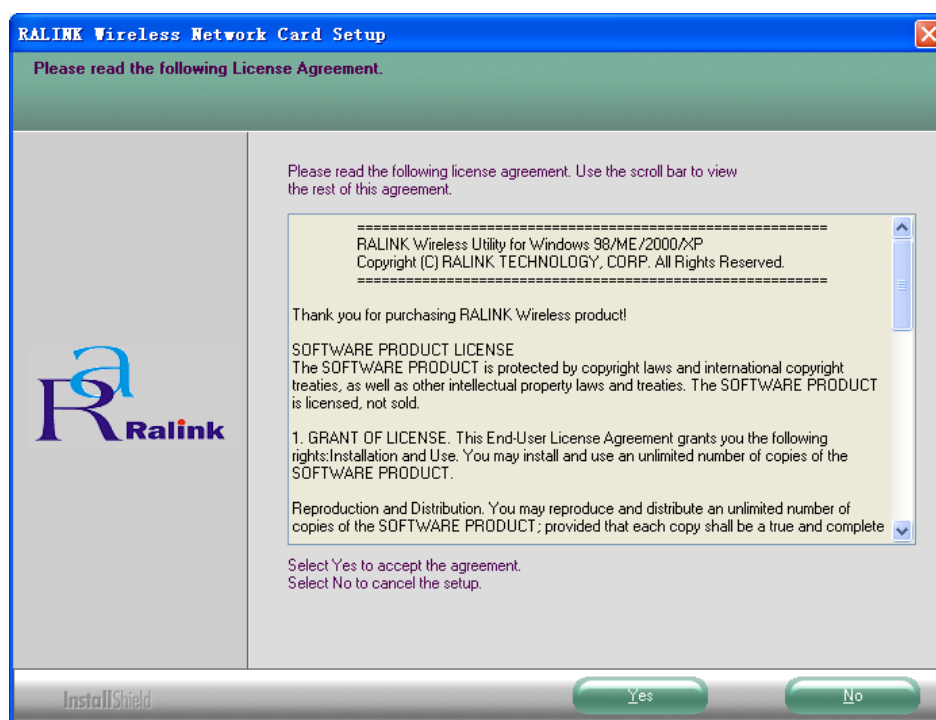 RALINK Wireless Network Card Setup
Please read the following License Agreement.
Please read the following license agreement. Use the scroll bar to view
the rest of this agreement.
==========================================================
RALINK Wireless Utility for Windows 98/ME/2000/XP
Copyright (C) RALINK TECHNOLOGY, CORP. All Rights Reserved.
==========================================================
Thank you for purchasing RALINK Wireless product!
SOFTWARE PRODUCT LICENSE
The SOFTWARE PRODUCT is protected by copyright laws and international copyright
treaties, as well as other intellectual property laws and treaties. The SOFTWARE PRODUCT
is licensed, not sold.
1. GRANT OF LICENSE. This End-User License Agreement grants you the following
rights:Installation and Use. You may install and use an unlimited number of copies of the
SOFTWARE PRODUCT.
Reproduction and Distribution. You may reproduce and distribute an unlimited number of
copies of the SOFTWARE PRODUCT; provided that each copy shall be a true and complete
Ra
Ralink
Select Yes to accept the agreement.
Select No to cancel the setup.
InstallShield
Yes
No